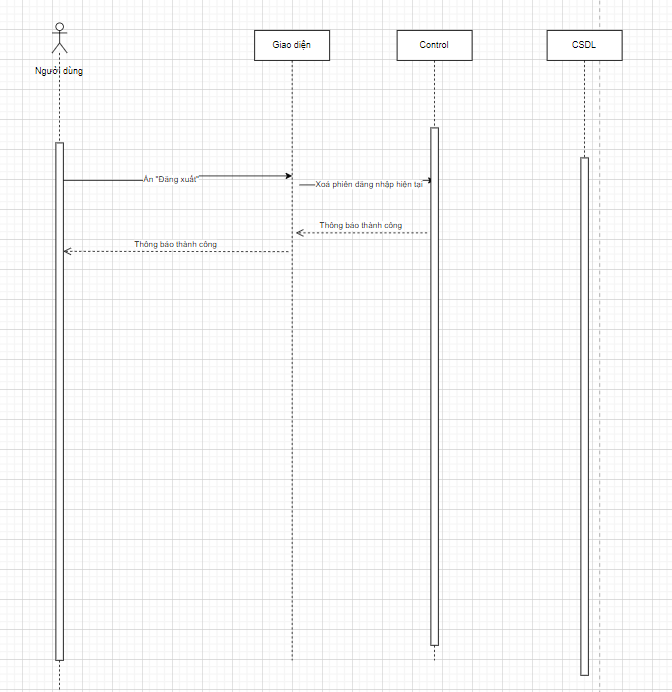 Người dùng
Giao diện
Control
CSDL
Ấn "Đăng xuất"
Xoá phiên đăng nhập hiện tại
Thông báo thành công
Thông báo thành công